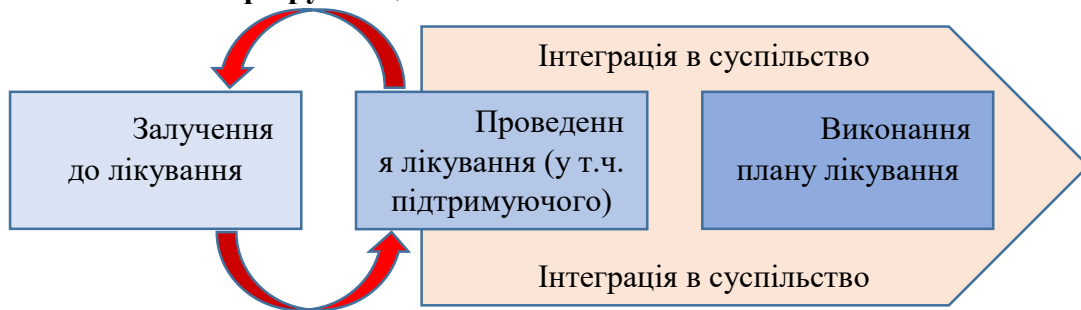 Інтеграція в суспільство
Залучення
до лікування
Проведенн
я лікування (у т.ч.
підтримуючого)
Виконання
плану лікування
Інтеграція в суспільство